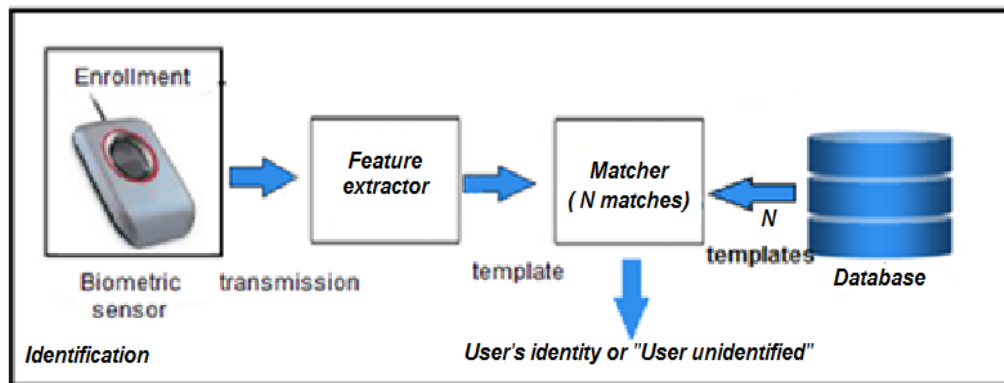 Enrollment
Feature
extractor
Matcher
( N matches)
N
templates
Database
Biometric
sensor
transmission
template
Identification
User's identity or "User unidentified"